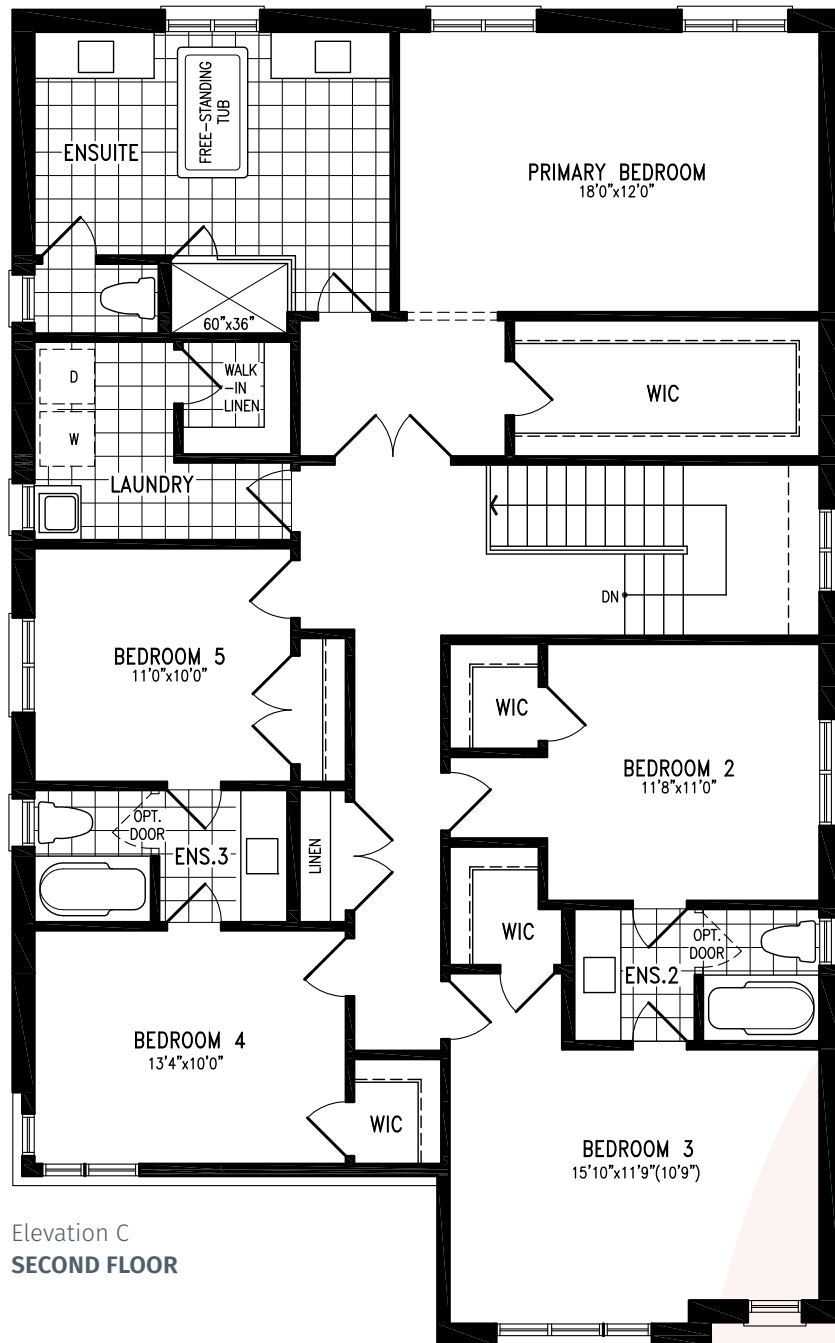 FREE-STANDING
TUB
ENSUITE
PRIMARY BEDROOM
18'0"x12'0"
60"x36"
D
WALK
-IN
LINEN
WIC
W
LAUNDRY
DN
BEDROOM 5
11'0"x10'0"
WIC
BEDROOM 2
11'8"x11'0"
OPT.
DOOR
ENS.3
LINEN
WIC
OPT.
DOOR
ENS.2
BEDROOM 4
13'4"x10'0"
WIC
BEDROOM 3
15'10"x11'9"(10'9")
Elevation C
SECOND FLOOR